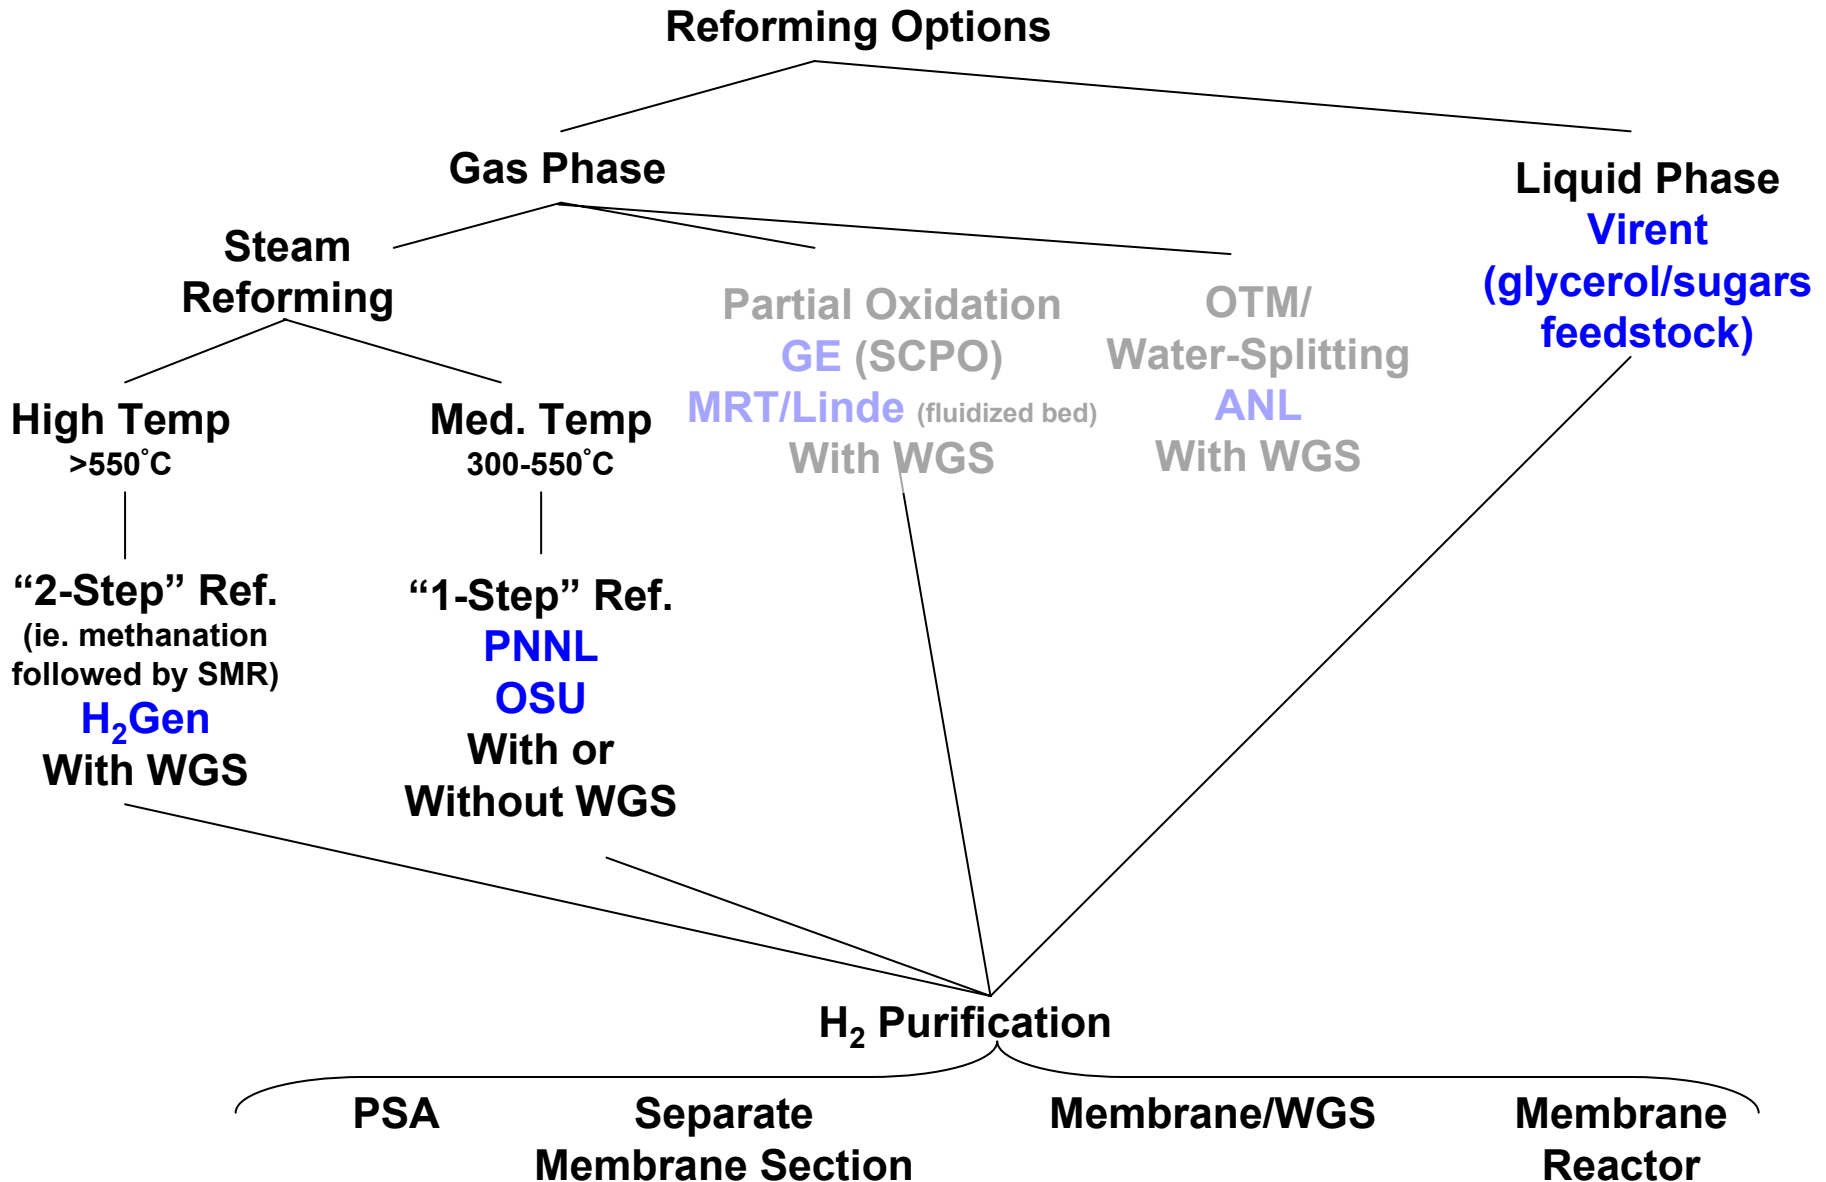 Reforming Options
Gas Phase
Liquid Phase
Virent
(glycerol/sugars
feedstock)
Steam
Reforming
Partial Oxidation
GE (SCPO)
MRT/Linde (fluidized bed)
With WGS
OTM/
Water-Splitting
ANL
With WGS
High Temp
>550°C
Med. Temp
300-550°C
“2-Step” Ref.
(ie. methanation
followed by SMR)
H₂Gen
With WGS
“1-Step” Ref.
PNNL
OSU
With or
Without WGS
H₂ Purification
PSA
Separate
Membrane Section
Membrane/WGS
Membrane
Reactor